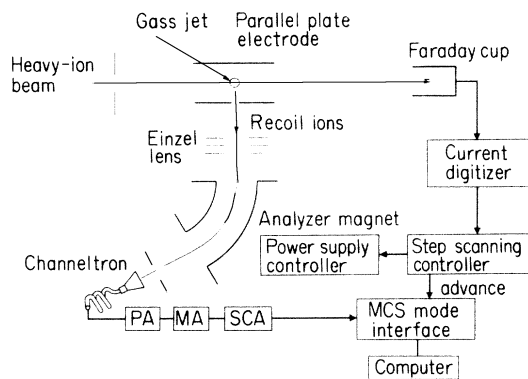 Gass jet
Parallel plate
electrode
Faraday cup
Heavy-ion
beam
Recoil ions
Einzel
lens
Current
digitizer
Analyzer magnet
Power supply
controller
Step scanning
controller
Channeltron
advance
PA
MA
SCA
MCS mode
interface
Computer